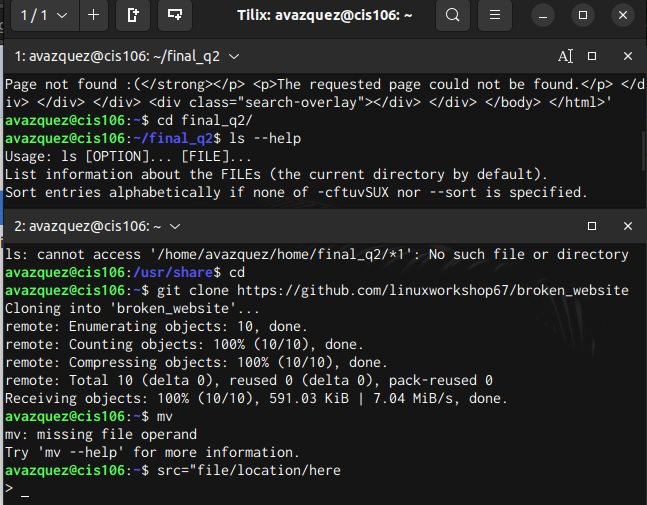 1 / 1
Tilix: avazquez@cis106: ~
1: avazquez@cis106: ~/final_q2
Page not found :(</strong></p> <p>The requested page could not be found.</p> </d
iv> </div> </div> <div class="search-overlay"></div> </div> </body> </html>'
avazquez@cis106:~$ cd final_q2/
avazquez@cis106:~/final_q2$ ls --help
Usage: ls [OPTION]... [FILE]...
List information about the FILEs (the current directory by default).
Sort entries alphabetically if none of -cftuvSUX nor --sort is specified.
2: avazquez@cis106: ~
ls: cannot access '/home/avazquez/home/final_q2/*1': No such file or directory
avazquez@cis106:/usr/share$ cd
avazquez@cis106:~$ git clone https://github.com/linuxworkshop67/broken_website
Cloning into 'broken_website'...
remote: Enumerating objects: 10, done.
remote: Counting objects: 100% (10/10), done.
remote: Compressing objects: 100% (10/10), done.
remote: Total 10 (delta 0), reused 0 (delta 0), pack-reused 0
Receiving objects: 100% (10/10), 591.03 KiB | 7.04 MiB/s, done.
avazquez@cis106:~$ mv
mv: missing file operand
Try 'mv --help' for more information.
avazquez@cis106:~$ src="file/location/here
> _